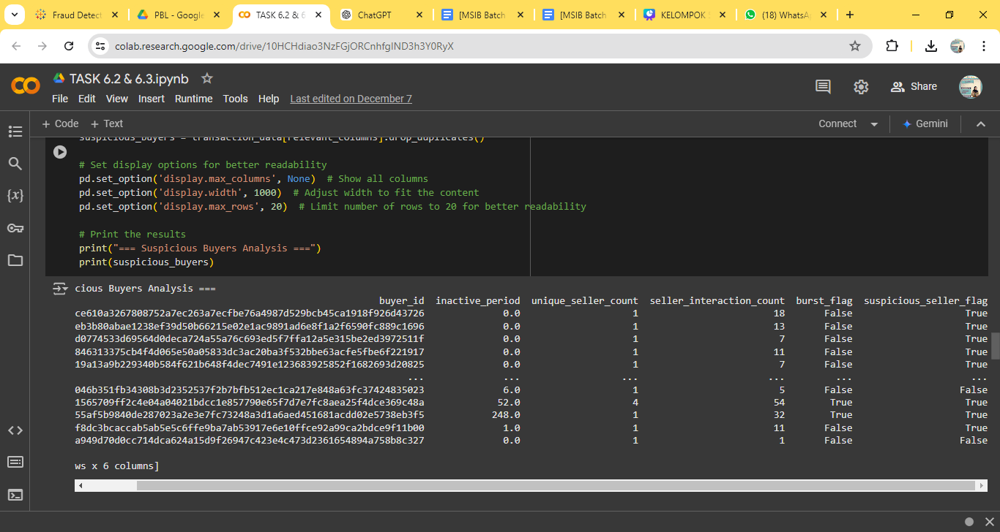 Fraud Detect
PBL - Google
TASK 6.2 & 6
ChatGPT
[MSIB Batch
[MSIB Batch
KELOMPOK
(18) WhatsA
colab.research.google.com/drive/10HCHdiao3NzFGjORCnhfglND3h3Y0RyX
TASK 6.2 & 6.3.ipynb
File Edit View Insert Runtime Tools Help Last edited on December 7
Share
+ Code + Text
Connect
Gemini
suspicious_buyers = transaction_data[relevant_columns].drop_duplicates()
# Set display options for better readability
pd.set_option('display.max_columns', None)  # Show all columns
pd.set_option('display.width', 1000)  # Adjust width to fit the content
pd.set_option('display.max_rows', 20)  # Limit number of rows to 20 for better readability
# Print the results
print("=== Suspicious Buyers Analysis ===")
print(suspicious_buyers)
cious Buyers Analysis ===
buyer_id inactive_period unique_seller_count seller_interaction_count burst_flag suspicious_seller_flag
ce610a3267808752a7ec263a7ecfbe76a4987d529bcb45ca1918f926d43726 0.0 1 18 False True
eb3b80abae1238ef39d50b66215e02e1ac9891ad6e8f1a2f6590fc889c1696 0.0 1 13 False True
d0774533d69564d0deca724a55a76c693ed5f7ffa12a5e315be2ed3972511f 0.0 1 7 False True
846313375cb4f4d065e50a05833dc3ac20ba3f532bbe63acfe5fbe6f221917 0.0 1 11 False True
19a13a9b229340b584f621b648f4dec7491e123683925852f1682693d20825 0.0 1 7 False True
... ... ... ... ... ...
046b351fb34308b3d2352537f2b7bfb512ec1ca217e848a63fc37424835023 6.0 1 5 False False
1565709ff2c4e04a04021bdcc1e857790e65f7d7e7fc8aea25f4dce369c48a 52.0 4 54 True True
55af5b9840de287023a2e3e7fc73248a3d1a6aed451681acdd02e5738eb3f5 248.0 1 32 True True
f8dc3bcaccab5ab5e5c6ffe9ba7ab53917e6e10ffce92a99ca2bdce9f11b00 1.0 1 11 False True
a949d70d0cc714dca624a15d9f26947c423e4c473d2361654894a758b8c327 0.0 1 1 False False
ws x 6 columns]